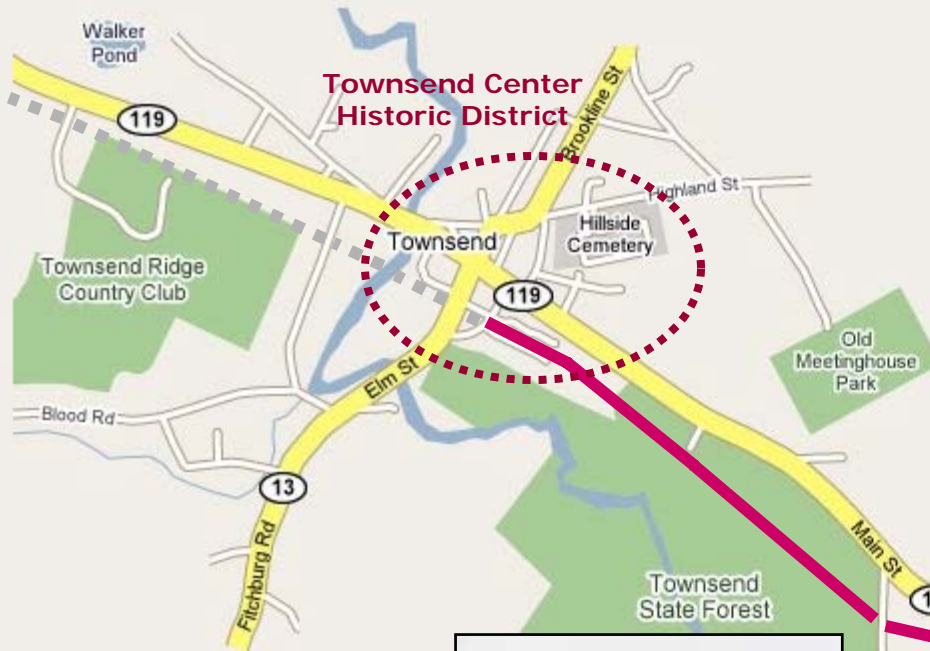 Walker
Pond
Townsend Center
Historic District
Brookline St
119
Highland St
Hillside
Cemetery
Townsend
Townsend Ridge
Country Club
119
Old
Meetinghouse
Park
Elm St
Blood Rd
13
Main St
Fitchburg Rd
Townsend
State Forest
1